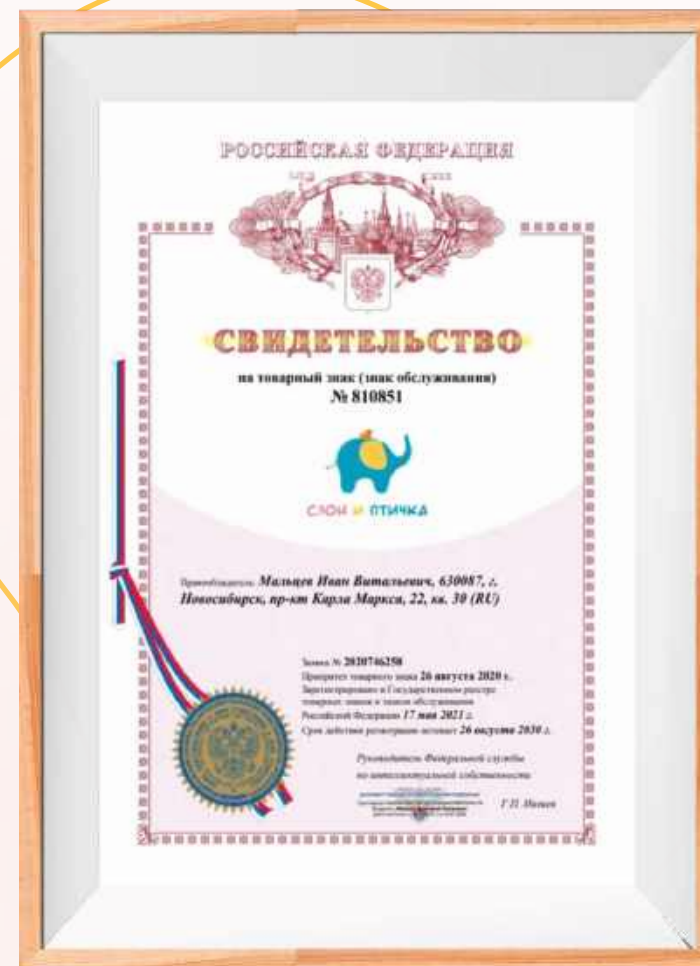 РОССИЙСКАЯ ФЕДЕРАЦИЯ
СВИДЕТЕЛЬСТВО
на товарный знак (знак обслуживания)
№ 810851
СЛОН И ПТИЧКА
Правообладатель: Мальцев Иван Витальевич, 630087, г.
Новосибирск, пр-кт Карла Маркса, 22, кв. 30 (RU)
Заявка № 2020746258
Приоритет товарного знака 26 августа 2020 г.
Зарегистрировано в Государственном реестре
товарных знаков и знаков обслуживания
Российской Федерации 17 мая 2021 г.
Срок действия регистрации истекает 26 августа 2030 г.
Руководитель Федеральной службы
по интеллектуальной собственности
Г.П. Ивлиев